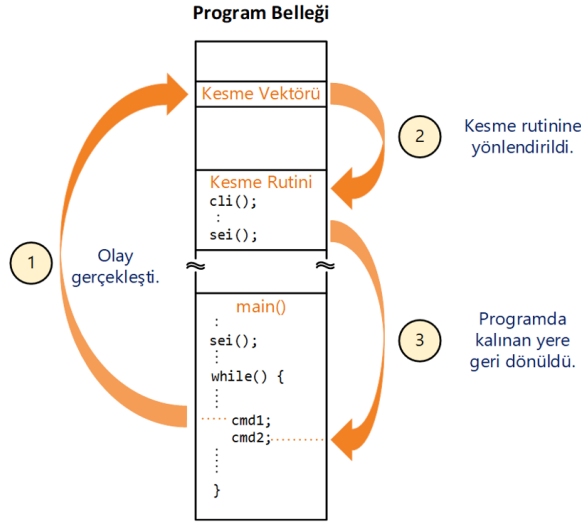 Program Belleği
Kesme Vektörü
2
Kesme rutinine
yönlendirildi.
Kesme Rutini
cli();
:
sei();
1
Olay
gerçekleşti.
main()
:
sei();
:
while() {
:
cmd1;
cmd2;
:
}
3
Programda
kalınan yere
geri dönüldü.